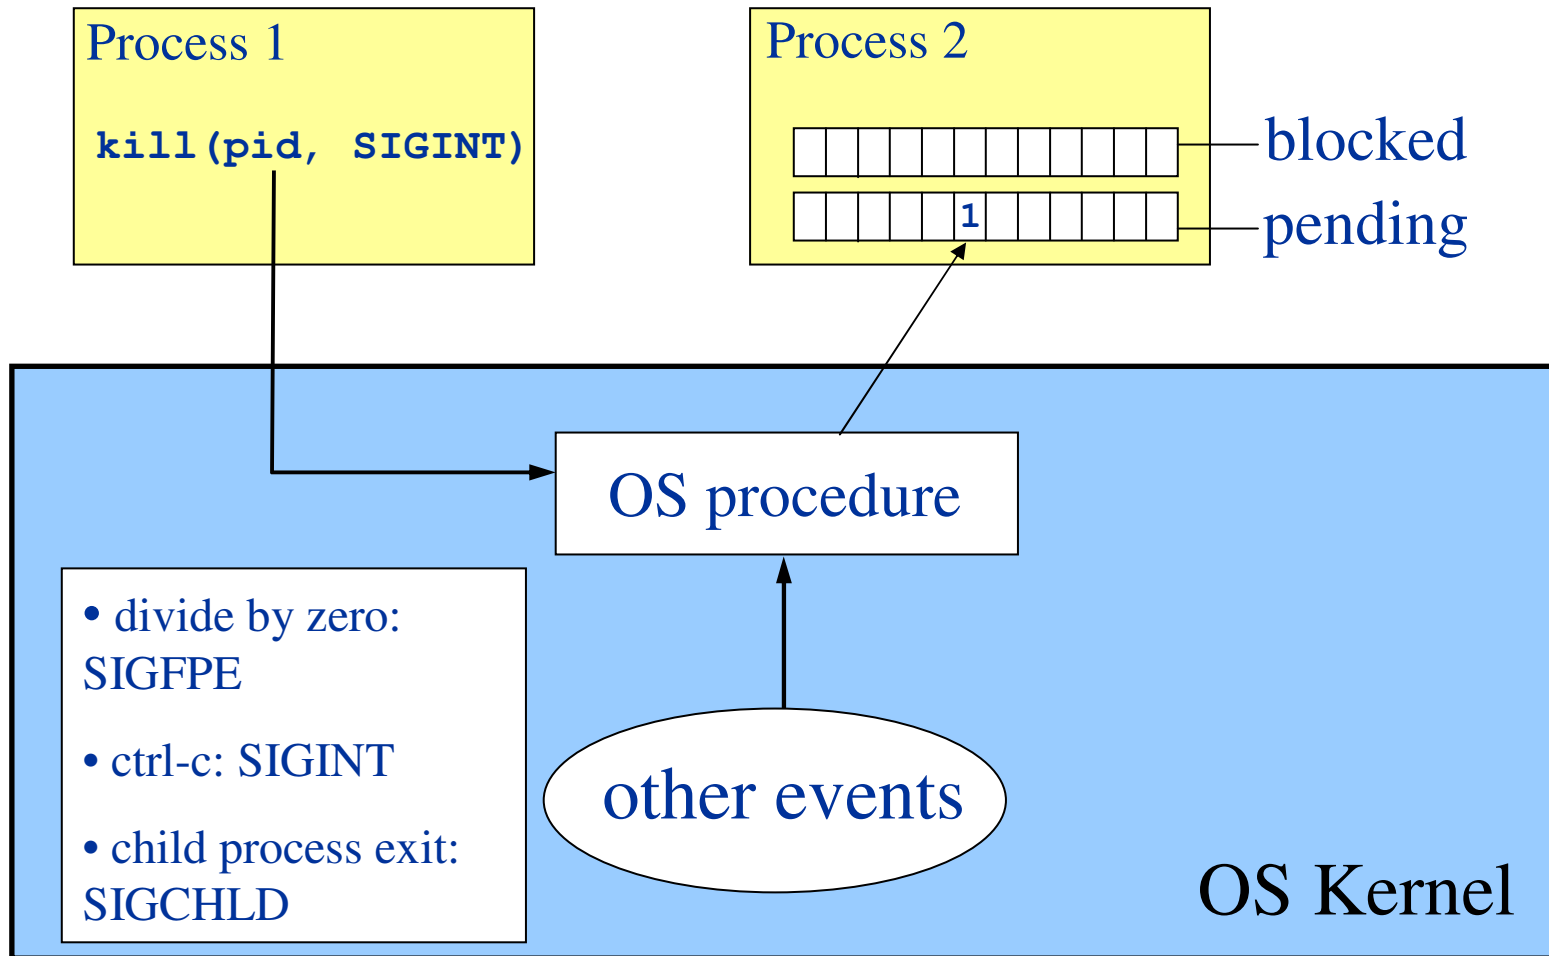 Process 1
kill(pid, SIGINT)
Process 2
blocked
1
pending
OS procedure
• divide by zero:
SIGFPE
• ctrl-c: SIGINT
• child process exit:
SIGCHLD
other events
OS Kernel